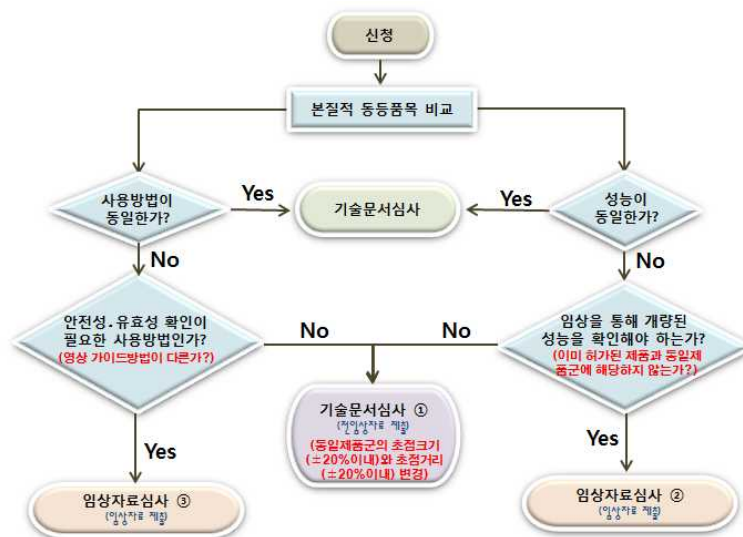 신청
본질적 동등품목 비교
사용방법이
동일한가?
Yes
기술문서심사
Yes
성능이
동일한가?
No
No
안전성.유효성 확인이
필요한 사용방법인가?
(영상 가이드방법이 다른가?)
No
No
임상을 통해 개량된
성능을 확인해야 하는가?
(이미 허가된 제품과 동일제
품군에 해당하지 않는가?)
기술문서심사 ①
(전임상자료 제출)
(동일제품군의 초점크기
(±20%이내)와 초점거리
(±20%이내) 변경)
Yes
Yes
임상자료심사 ③
(임상자료 제출)
임상자료심사 ②
(임상자료 제출)